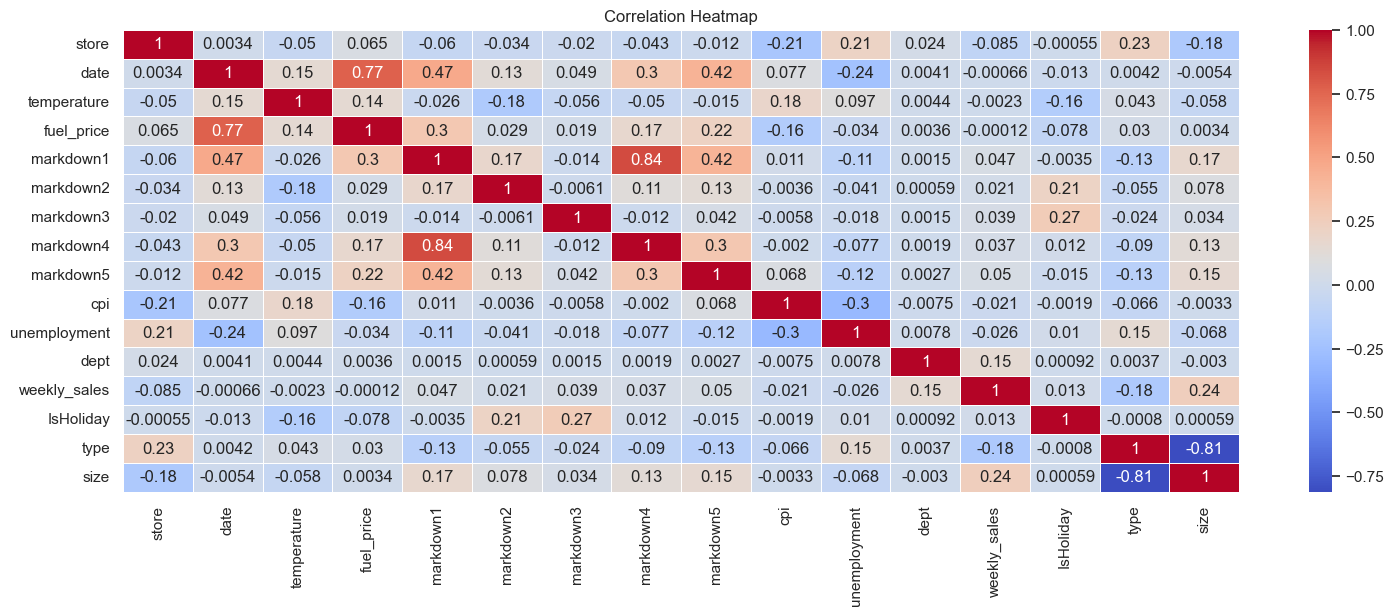 Correlation Heatmap
store 1 0.0034 -0.05 0.065 -0.06 -0.034 -0.02 -0.043 -0.012 -0.21 0.21 0.024 -0.085 -0.00055 0.23 -0.18
date 0.0034 1 0.15 0.77 0.47 0.13 0.049 0.3 0.42 0.077 -0.24 0.0041 -0.00066 -0.013 0.0042 -0.0054
temperature -0.05 0.15 1 0.14 -0.026 -0.18 -0.056 -0.05 -0.015 0.18 0.097 0.0044 -0.0023 -0.16 0.043 -0.058
fuel_price 0.065 0.77 0.14 1 0.3 0.029 0.019 0.17 0.22 -0.16 -0.034 0.0036 -0.00012 -0.078 0.03 0.0034
markdown1 -0.06 0.47 -0.026 0.3 1 0.17 -0.014 0.84 0.42 0.011 -0.11 0.0015 0.047 -0.0035 -0.13 0.17
markdown2 -0.034 0.13 -0.18 0.029 0.17 1 -0.0061 0.11 0.13 -0.0036 -0.041 0.00059 0.021 0.21 -0.055 0.078
markdown3 -0.02 0.049 -0.056 0.019 -0.014 -0.0061 1 -0.012 0.042 -0.0058 -0.018 0.0015 0.039 0.27 -0.024 0.034
markdown4 -0.043 0.3 -0.05 0.17 0.84 0.11 -0.012 1 0.3 -0.002 -0.077 0.0019 0.037 0.012 -0.09 0.13
markdown5 -0.012 0.42 -0.015 0.22 0.42 0.13 0.042 0.3 1 0.068 -0.12 0.0027 0.05 -0.015 -0.13 0.15
cpi -0.21 0.077 0.18 -0.16 0.011 -0.0036 -0.0058 -0.002 0.068 1 -0.3 -0.0075 -0.021 -0.0019 -0.066 -0.0033
unemployment 0.21 -0.24 0.097 -0.034 -0.11 -0.041 -0.018 -0.077 -0.12 -0.3 1 0.0078 -0.026 0.01 0.15 -0.068
dept 0.024 0.0041 0.0044 0.0036 0.0015 0.00059 0.0015 0.0019 0.0027 -0.0075 0.0078 1 0.15 0.00092 0.0037 -0.003
weekly_sales -0.085 -0.00066 -0.0023 -0.00012 0.047 0.021 0.039 0.037 0.05 -0.021 -0.026 0.15 1 0.013 -0.18 0.24
IsHoliday -0.00055 -0.013 -0.16 -0.078 -0.0035 0.21 0.27 0.012 -0.015 -0.0019 0.01 0.00092 0.013 1 -0.0008 0.00059
type 0.23 0.0042 0.043 0.03 -0.13 -0.055 -0.024 -0.09 -0.13 -0.066 0.15 0.0037 -0.18 -0.0008 1 -0.81
size -0.18 -0.0054 -0.058 0.0034 0.17 0.078 0.034 0.13 0.15 -0.0033 -0.068 -0.003 0.24 0.00059 -0.81 1
store date temperature fuel_price markdown1 markdown2 markdown3 markdown4 markdown5 cpi unemployment dept weekly_sales IsHoliday type size
1.00
0.75
0.50
0.25
0.00
−0.25
−0.50
−0.75